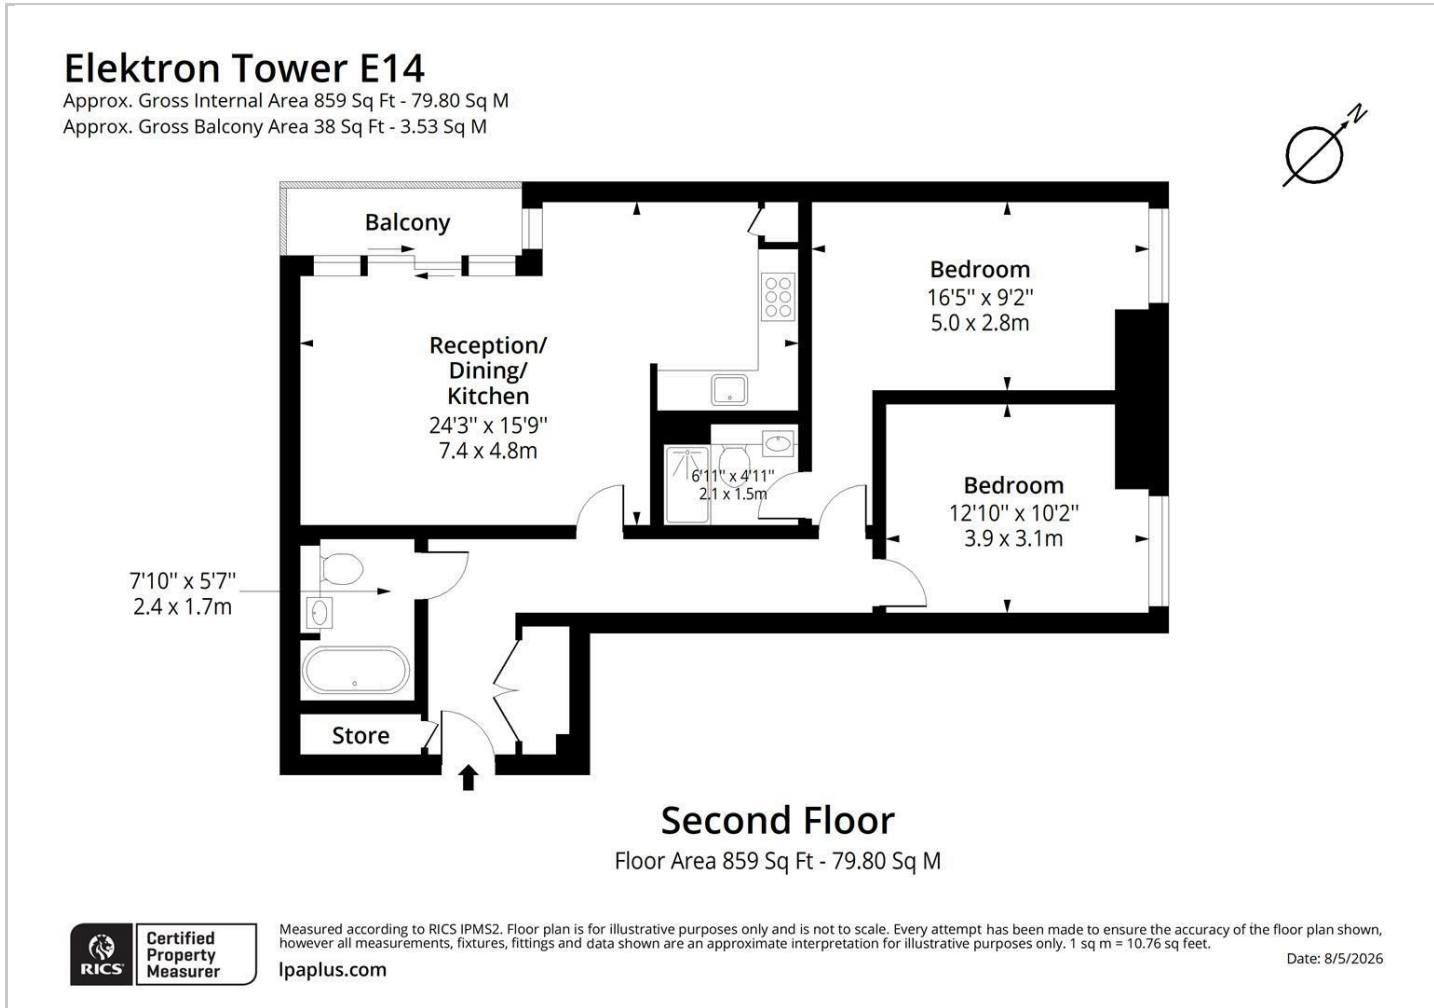 Elektron Tower E14
Approx. Gross Internal Area 859 Sq Ft - 79.80 Sq M
Approx. Gross Balcony Area 38 Sq Ft - 3.53 Sq M
N
Balcony
Reception/
Dining/
Kitchen
24'3'' x 15'9''
7.4 x 4.8m
Bedroom
16'5'' x 9'2''
5.0 x 2.8m
6'11'' x 4'11''
2.1 x 1.5m
Bedroom
12'10'' x 10'2''
3.9 x 3.1m
7'10'' x 5'7''
2.4 x 1.7m
Store
Second Floor
Floor Area 859 Sq Ft - 79.80 Sq M
RICS
Certified
Property
Measurer
Measured according to RICS IPMS2. Floor plan is for illustrative purposes only and is not to scale. Every attempt has been made to ensure the accuracy of the floor plan shown,
however all measurements, fixtures, fittings and data shown are an approximate interpretation for illustrative purposes only. 1 sq m = 10.76 sq feet.
lpaplus.com
Date: 8/5/2026